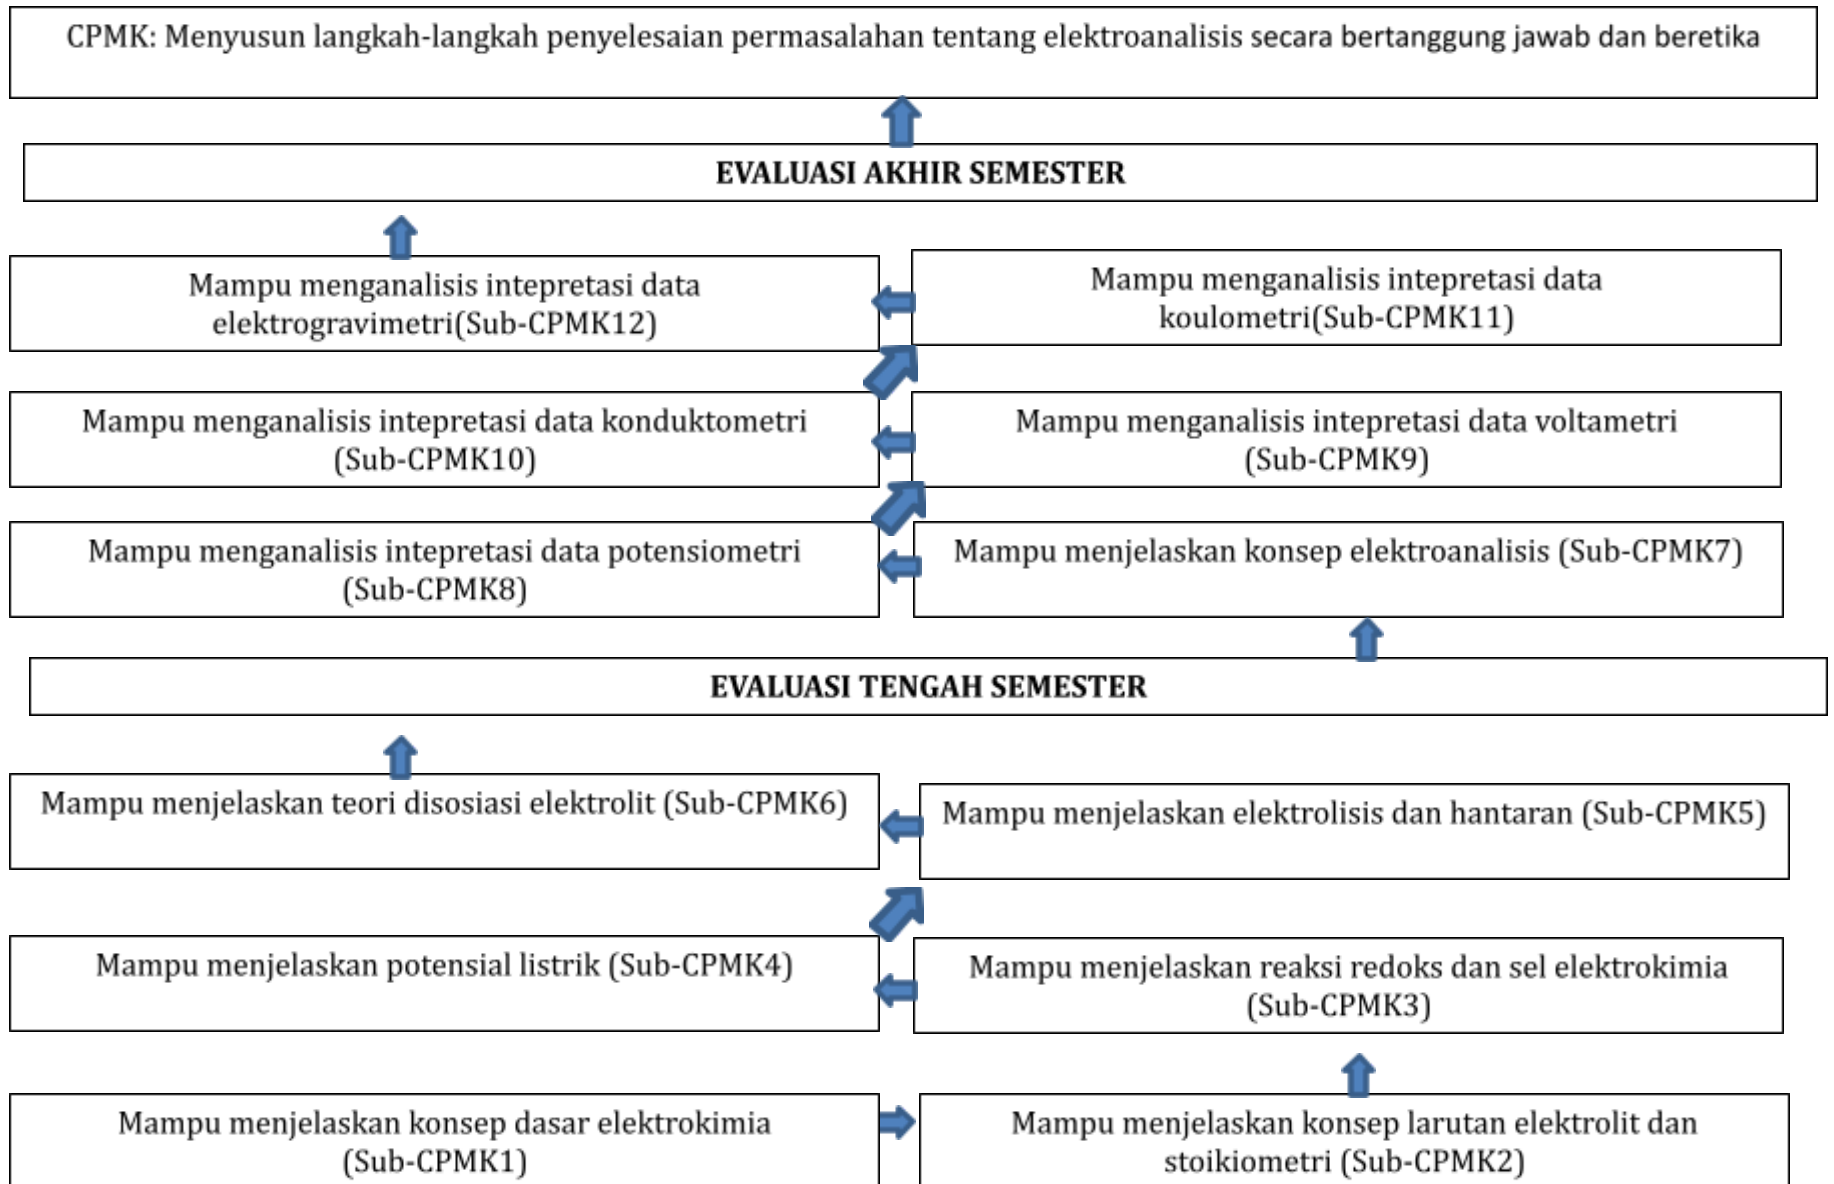 CPMK: Menyusun langkah-langkah penyelesaian permasalahan tentang elektroanalisis secara bertanggung jawab dan beretika
EVALUASI AKHIR SEMESTER
Mampu menganalisis intepretasi data
elektrogravimetri(Sub-CPMK12)
Mampu menganalisis intepretasi data
koulometri(Sub-CPMK11)
Mampu menganalisis intepretasi data konduktometri
(Sub-CPMK10)
Mampu menganalisis intepretasi data voltametri
(Sub-CPMK9)
Mampu menganalisis intepretasi data potensiometri
(Sub-CPMK8)
Mampu menjelaskan konsep elektroanalisis (Sub-CPMK7)
EVALUASI TENGAH SEMESTER
Mampu menjelaskan teori disosiasi elektrolit (Sub-CPMK6)
Mampu menjelaskan elektrolisis dan hantaran (Sub-CPMK5)
Mampu menjelaskan potensial listrik (Sub-CPMK4)
Mampu menjelaskan reaksi redoks dan sel elektrokimia
(Sub-CPMK3)
Mampu menjelaskan konsep dasar elektrokimia
(Sub-CPMK1)
Mampu menjelaskan konsep larutan elektrolit dan
stoikiometri (Sub-CPMK2)